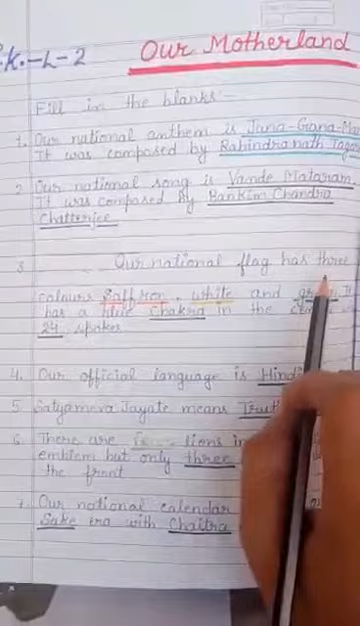 K.-L-2
Our Motherland
Fill in the blanks:-
1. Our national anthem is Jana-Gana-Ma
It was composed by Rabindranath Tago
2. Our national song is Vande Mataram
It was composed by Bankim Chandra
Chatterjee
3. Our national flag has three
colours Saffron, white and
has a blue Chakra in the
24 spokes
4. Our official language is Hindi
5. Satyameva Jayate means Truth
6. There are lions in
emblem but only three
the front
7. Our national calendar
Sake era with Chaitra